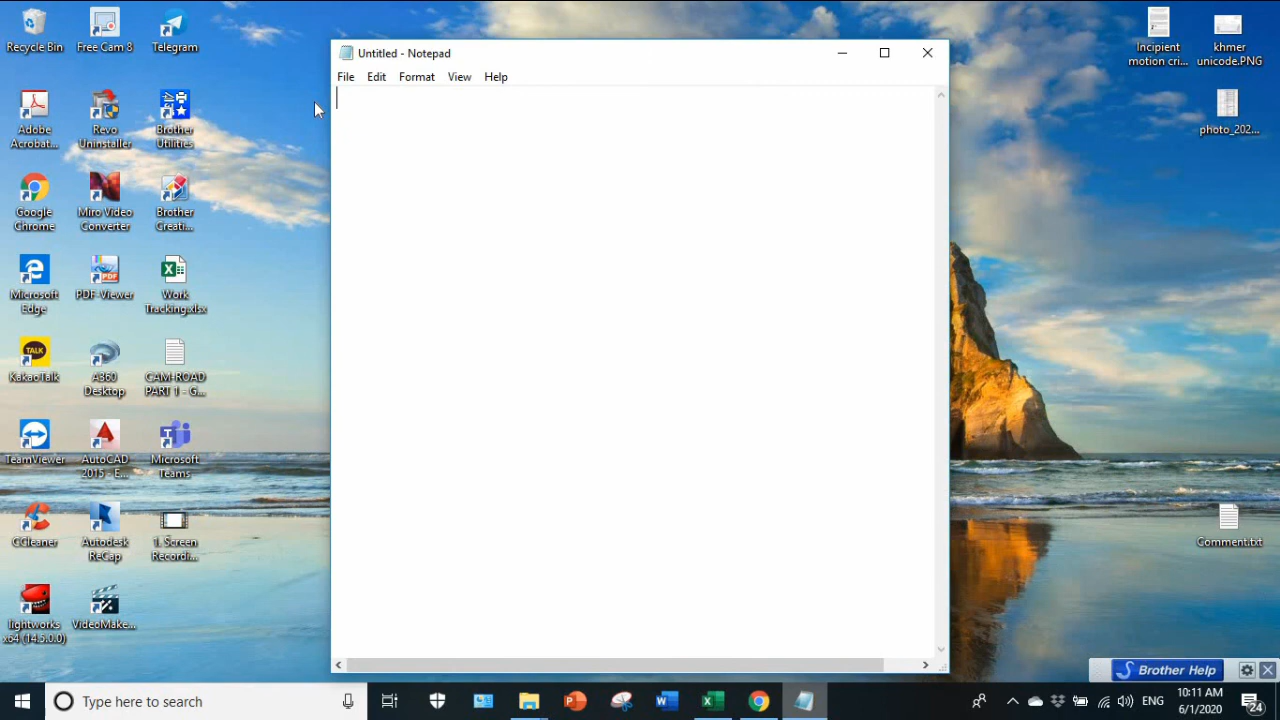 Recycle Bin
Free Cam 8
Telegram
Adobe
Acrobat...
Revo
Uninstaller
Brother
Utilities
Google
Chrome
Miro Video
Converter
Brother
Creati...
Microsoft
Edge
PDF-Viewer
PDF
Work
Tracking.xlsx
TALK
KakaoTalk
A360
Desktop
CAM-ROAD
PART 1 - G...
TeamViewer
AutoCAD
2015 - E...
Microsoft
Teams
CCleaner
Autodesk
ReCap
1. Screen
Recordi...
lightworks
x64 (14.5.0.0)
VideoMake...
Untitled - Notepad
File Edit Format View Help
Incipient
motion cri...
khmer
unicode.PNG
photo_202...
Comment.txt
Brother Help
Type here to search
ENG
10:11 AM
6/1/2020
24